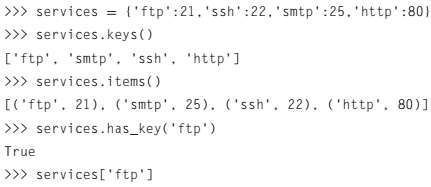 >>> services = {'ftp':21,'ssh':22,'smtp':25,'http':80}
>>> services.keys()
['ftp', 'smtp', 'ssh', 'http']
>>> services.items()
[('ftp', 21), ('smtp', 25), ('ssh', 22), ('http', 80)]
>>> services.has_key('ftp')
True
>>> services['ftp']